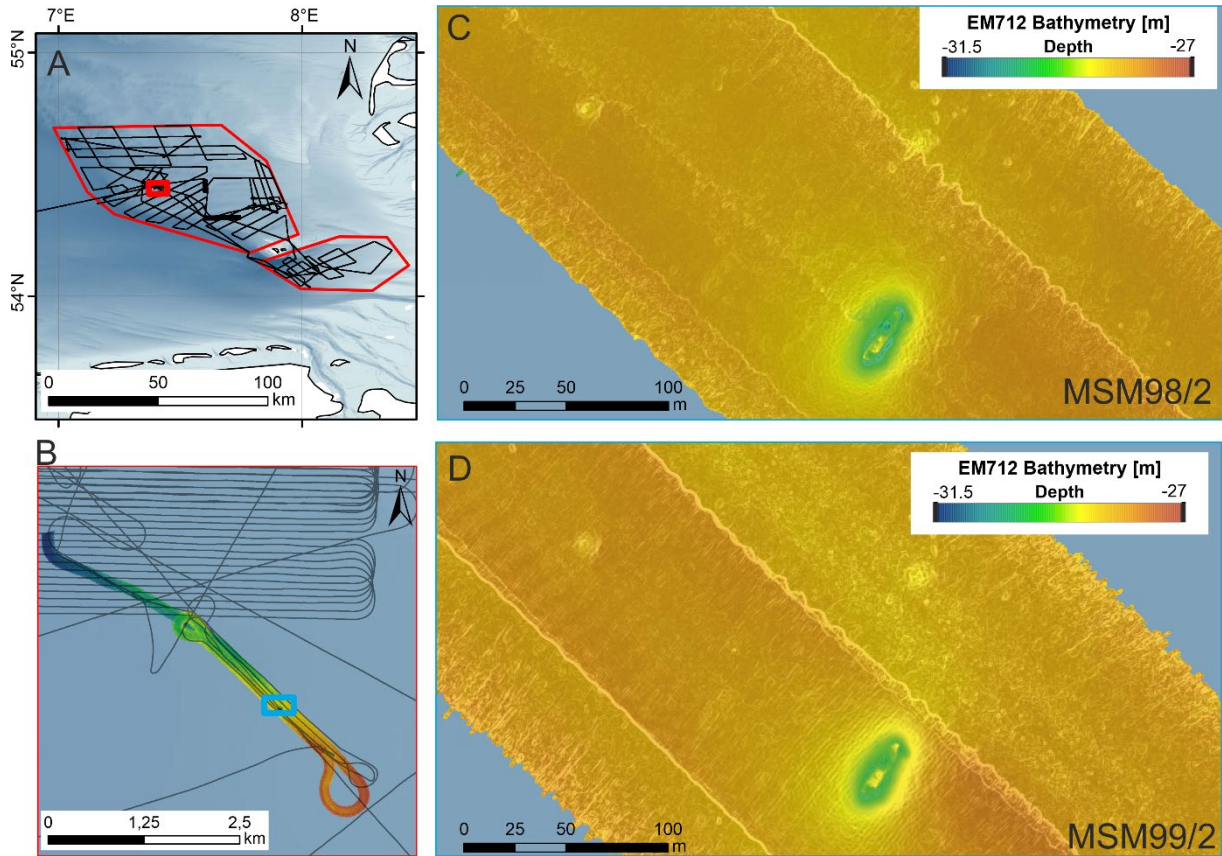 7°E 8°E
A
N
55°N
54°N
0 50 100
km
B
N
0 1,25 2,5
km
C
EM712 Bathymetry [m]
-31.5 Depth -27
0 25 50 100
m
MSM98/2
D
EM712 Bathymetry [m]
-31.5 Depth -27
0 25 50 100
m
MSM99/2